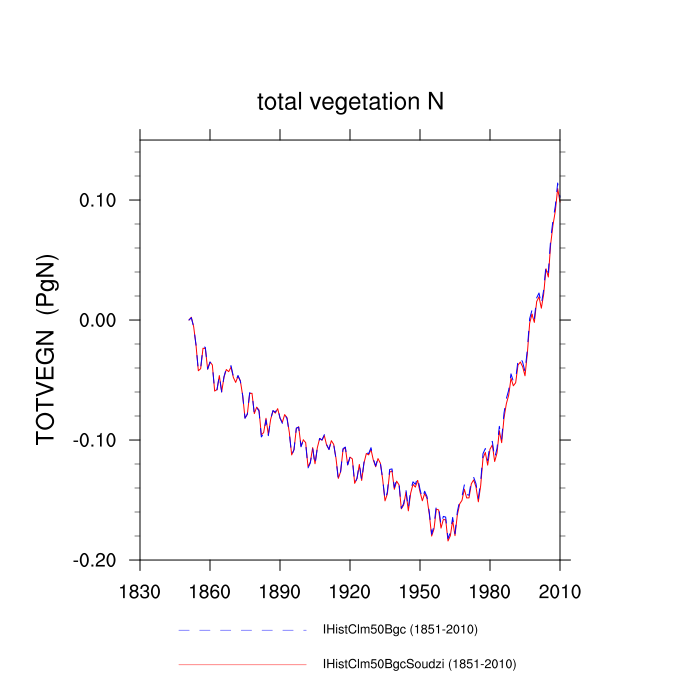 total vegetation N
TOTVEGN (PgN)
0.10
0.00
-0.10
-0.20
1830 1860 1890 1920 1950 1980 2010
IHistClm50Bgc (1851-2010)
IHistClm50BgcSoudzi (1851-2010)